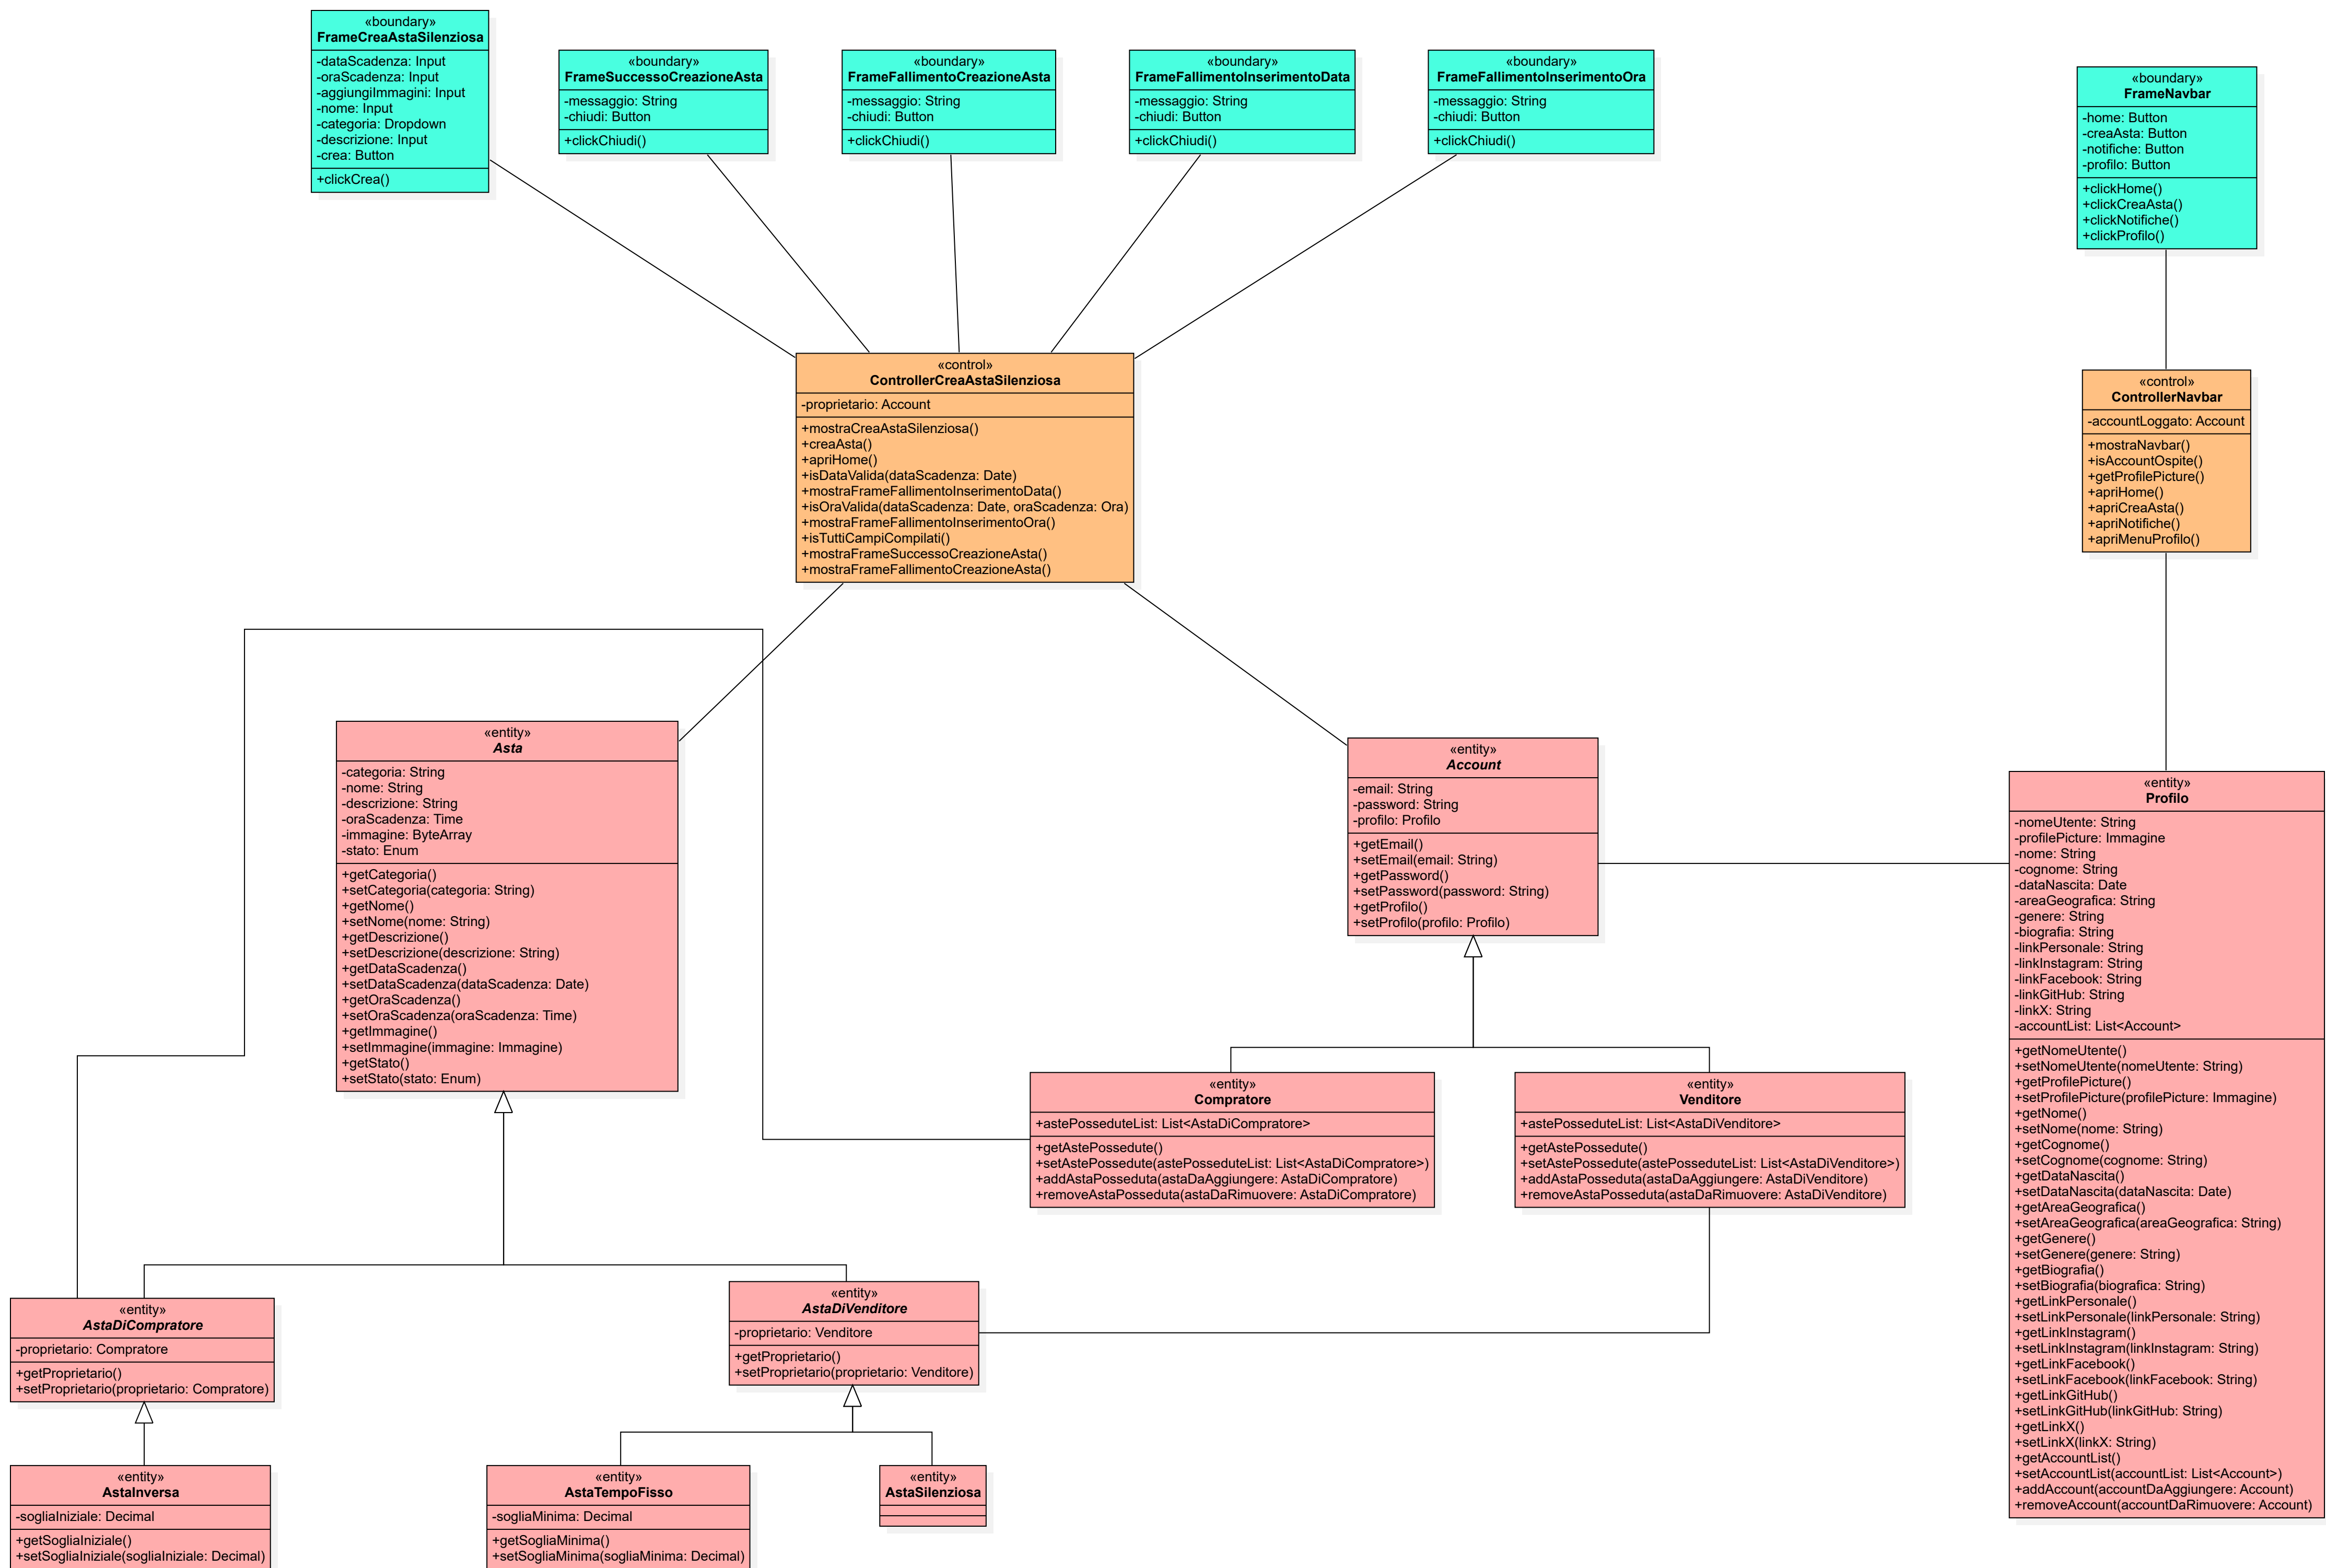 «boundary»
FrameCreaAstaSilenziosa
-dataScadenza: Input
-oraScadenza: Input
-aggiungiImmagini: Input
-nome: Input
-categoria: Dropdown
-descrizione: Input
-crea: Button
+clickCrea()
«boundary»
FrameSuccessoCreazioneAsta
-messaggio: String
-chiudi: Button
+clickChiudi()
«boundary»
FrameFallimentoCreazioneAsta
-messaggio: String
-chiudi: Button
+clickChiudi()
«boundary»
FrameFallimentoInserimentoData
-messaggio: String
-chiudi: Button
+clickChiudi()
«boundary»
FrameFallimentoInserimentoOra
-messaggio: String
-chiudi: Button
+clickChiudi()
«boundary»
FrameNavbar
-home: Button
-creaAsta: Button
-notifiche: Button
-profilo: Button
+clickHome()
+clickCreaAsta()
+clickNotifiche()
+clickProfilo()
«control»
ControllerCreaAstaSilenziosa
-proprietario: Account
+mostraCreaAstaSilenziosa()
+creaAsta()
+apriHome()
+isDataValida(dataScadenza: Date)
+mostraFrameFallimentoInserimentoData()
+isOraValida(dataScadenza: Date, oraScadenza: Ora)
+mostraFrameFallimentoInserimentoOra()
+isTuttiCampiCompilati()
+mostraFrameSuccessoCreazioneAsta()
+mostraFrameFallimentoCreazioneAsta()
«control»
ControllerNavbar
-accountLoggato: Account
+mostraNavbar()
+isAccountOspite()
+getProfilePicture()
+apriHome()
+apriCreaAsta()
+apriNotifiche()
+apriMenuProfilo()
«entity»
Asta
-categoria: String
-nome: String
-descrizione: String
-oraScadenza: Time
-immagine: ByteArray
-stato: Enum
+getCategoria()
+setCategoria(categoria: String)
+getNome()
+setNome(nome: String)
+getDescrizione()
+setDescrizione(descrizione: String)
+getDataScadenza()
+setDataScadenza(dataScadenza: Date)
+getOraScadenza()
+setOraScadenza(oraScadenza: Time)
+getImmagine()
+setImmagine(immagine: Immagine)
+getStato()
+setStato(stato: Enum)
«entity»
Account
-email: String
-password: String
-profilo: Profilo
+getEmail()
+setEmail(email: String)
+getPassword()
+setPassword(password: String)
+getProfilo()
+setProfilo(profilo: Profilo)
«entity»
Profilo
-nomeUtente: String
-profilePicture: Immagine
-nome: String
-cognome: String
-dataNascita: Date
-areaGeografica: String
-genere: String
-biografia: String
-linkPersonale: String
-linkInstagram: String
-linkFacebook: String
-linkGitHub: String
-linkX: String
-accountList: List<Account>
+getNomeUtente()
+setNomeUtente(nomeUtente: String)
+getProfilePicture()
+setProfilePicture(profilePicture: Immagine)
+getNome()
+setNome(nome: String)
+getCognome()
+setCognome(cognome: String)
+getDataNascita()
+setDataNascita(dataNascita: Date)
+getAreaGeografica()
+setAreaGeografica(areaGeografica: String)
+getGenere()
+setGenere(genere: String)
+getBiografia()
+setBiografia(biografica: String)
+getLinkPersonale()
+setLinkPersonale(linkPersonale: String)
+getLinkInstagram()
+setLinkInstagram(linkInstagram: String)
+getLinkFacebook()
+setLinkFacebook(linkFacebook: String)
+getLinkGitHub()
+setLinkGitHub(linkGitHub: String)
+getLinkX()
+setLinkX(linkX: String)
+getAccountList()
+setAccountList(accountList: List<Account>)
+addAccount(accountDaAggiungere: Account)
+removeAccount(accountDaRimuovere: Account)
«entity»
Compratore
+astePosseduteList: List<AstaDiCompratore>
+getAstePossedute()
+setAstePossedute(astePosseduteList: List<AstaDiCompratore>)
+addAstaPosseduta(astaDaAggiungere: AstaDiCompratore)
+removeAstaPosseduta(astaDaRimuovere: AstaDiCompratore)
«entity»
Venditore
+astePosseduteList: List<AstaDiVenditore>
+getAstePossedute()
+setAstePossedute(astePosseduteList: List<AstaDiVenditore>)
+addAstaPosseduta(astaDaAggiungere: AstaDiVenditore)
+removeAstaPosseduta(astaDaRimuovere: AstaDiVenditore)
«entity»
AstaDiCompratore
-proprietario: Compratore
+getProprietario()
+setProprietario(proprietario: Compratore)
«entity»
AstaDiVenditore
-proprietario: Venditore
+getProprietario()
+setProprietario(proprietario: Venditore)
«entity»
AstaInversa
-sogliaIniziale: Decimal
+getSogliaIniziale()
+setSogliaIniziale(sogliaIniziale: Decimal)
«entity»
AstaTempoFisso
-sogliaMinima: Decimal
+getSogliaMinima()
+setSogliaMinima(sogliaMinima: Decimal)
«entity»
AstaSilenziosa